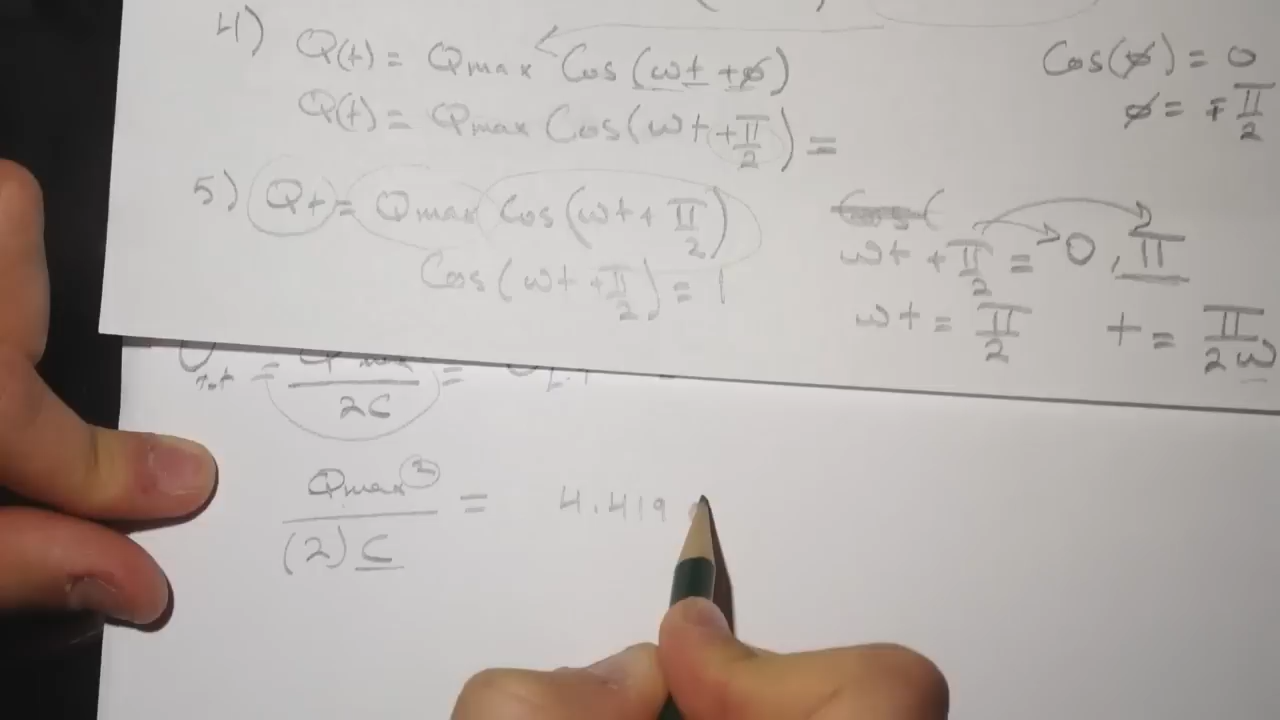 4) Q(t) = Qmax Cos(ωt + φ)
Q(t) = Qmax Cos(ωt + π/2) =
Cos(φ) = 0
φ = ∓ π/2
5) Qt = Qmax Cos(ωt + π/2)
Cos(ωt + π/2) = 1
ωt + π/2 = 0, π
ωt = π/2 t = π/2ω
2C
Qmax² / (2)C = 4.419